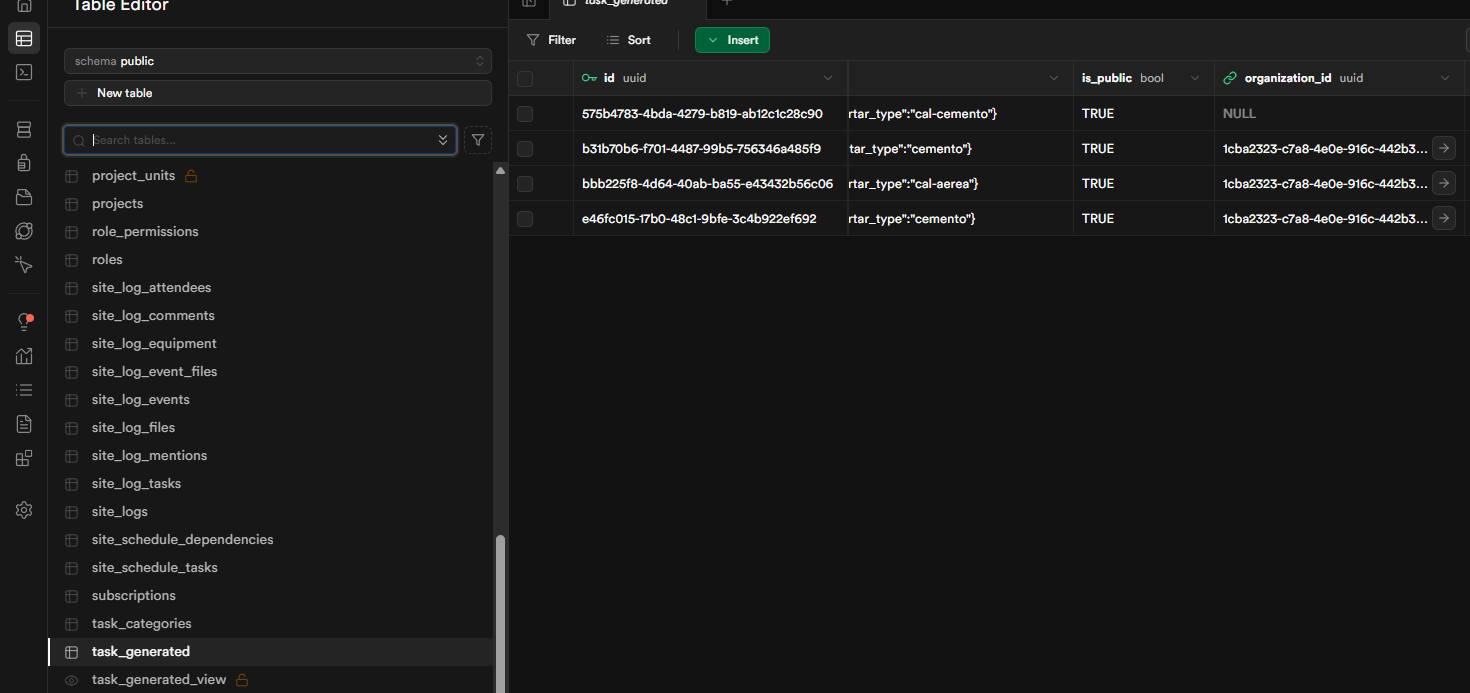 Table Editor
schema public
New table
Search tables...
project_units
projects
role_permissions
roles
site_log_attendees
site_log_comments
site_log_equipment
site_log_event_files
site_log_events
site_log_files
site_log_mentions
site_log_tasks
site_logs
site_schedule_dependencies
site_schedule_tasks
subscriptions
task_categories
task_generated
task_generated_view
task_generated
Filter Sort Insert
id uuid is_public bool organization_id uuid
575b4783-4bda-4279-b819-ab12c1c28c90 rtar_type":"cal-cemento"} TRUE NULL
b31b70b6-f701-4487-99b5-756346a485f9 tar_type":"cemento"} TRUE 1cba2323-c7a8-4e0e-916c-442b3...
bbb225f8-4d64-40ab-ba55-e43432b56c06 rtar_type":"cal-aerea"} TRUE 1cba2323-c7a8-4e0e-916c-442b3...
e46fc015-17b0-48c1-9bfe-3c4b922ef692 rtar_type":"cemento"} TRUE 1cba2323-c7a8-4e0e-916c-442b3...